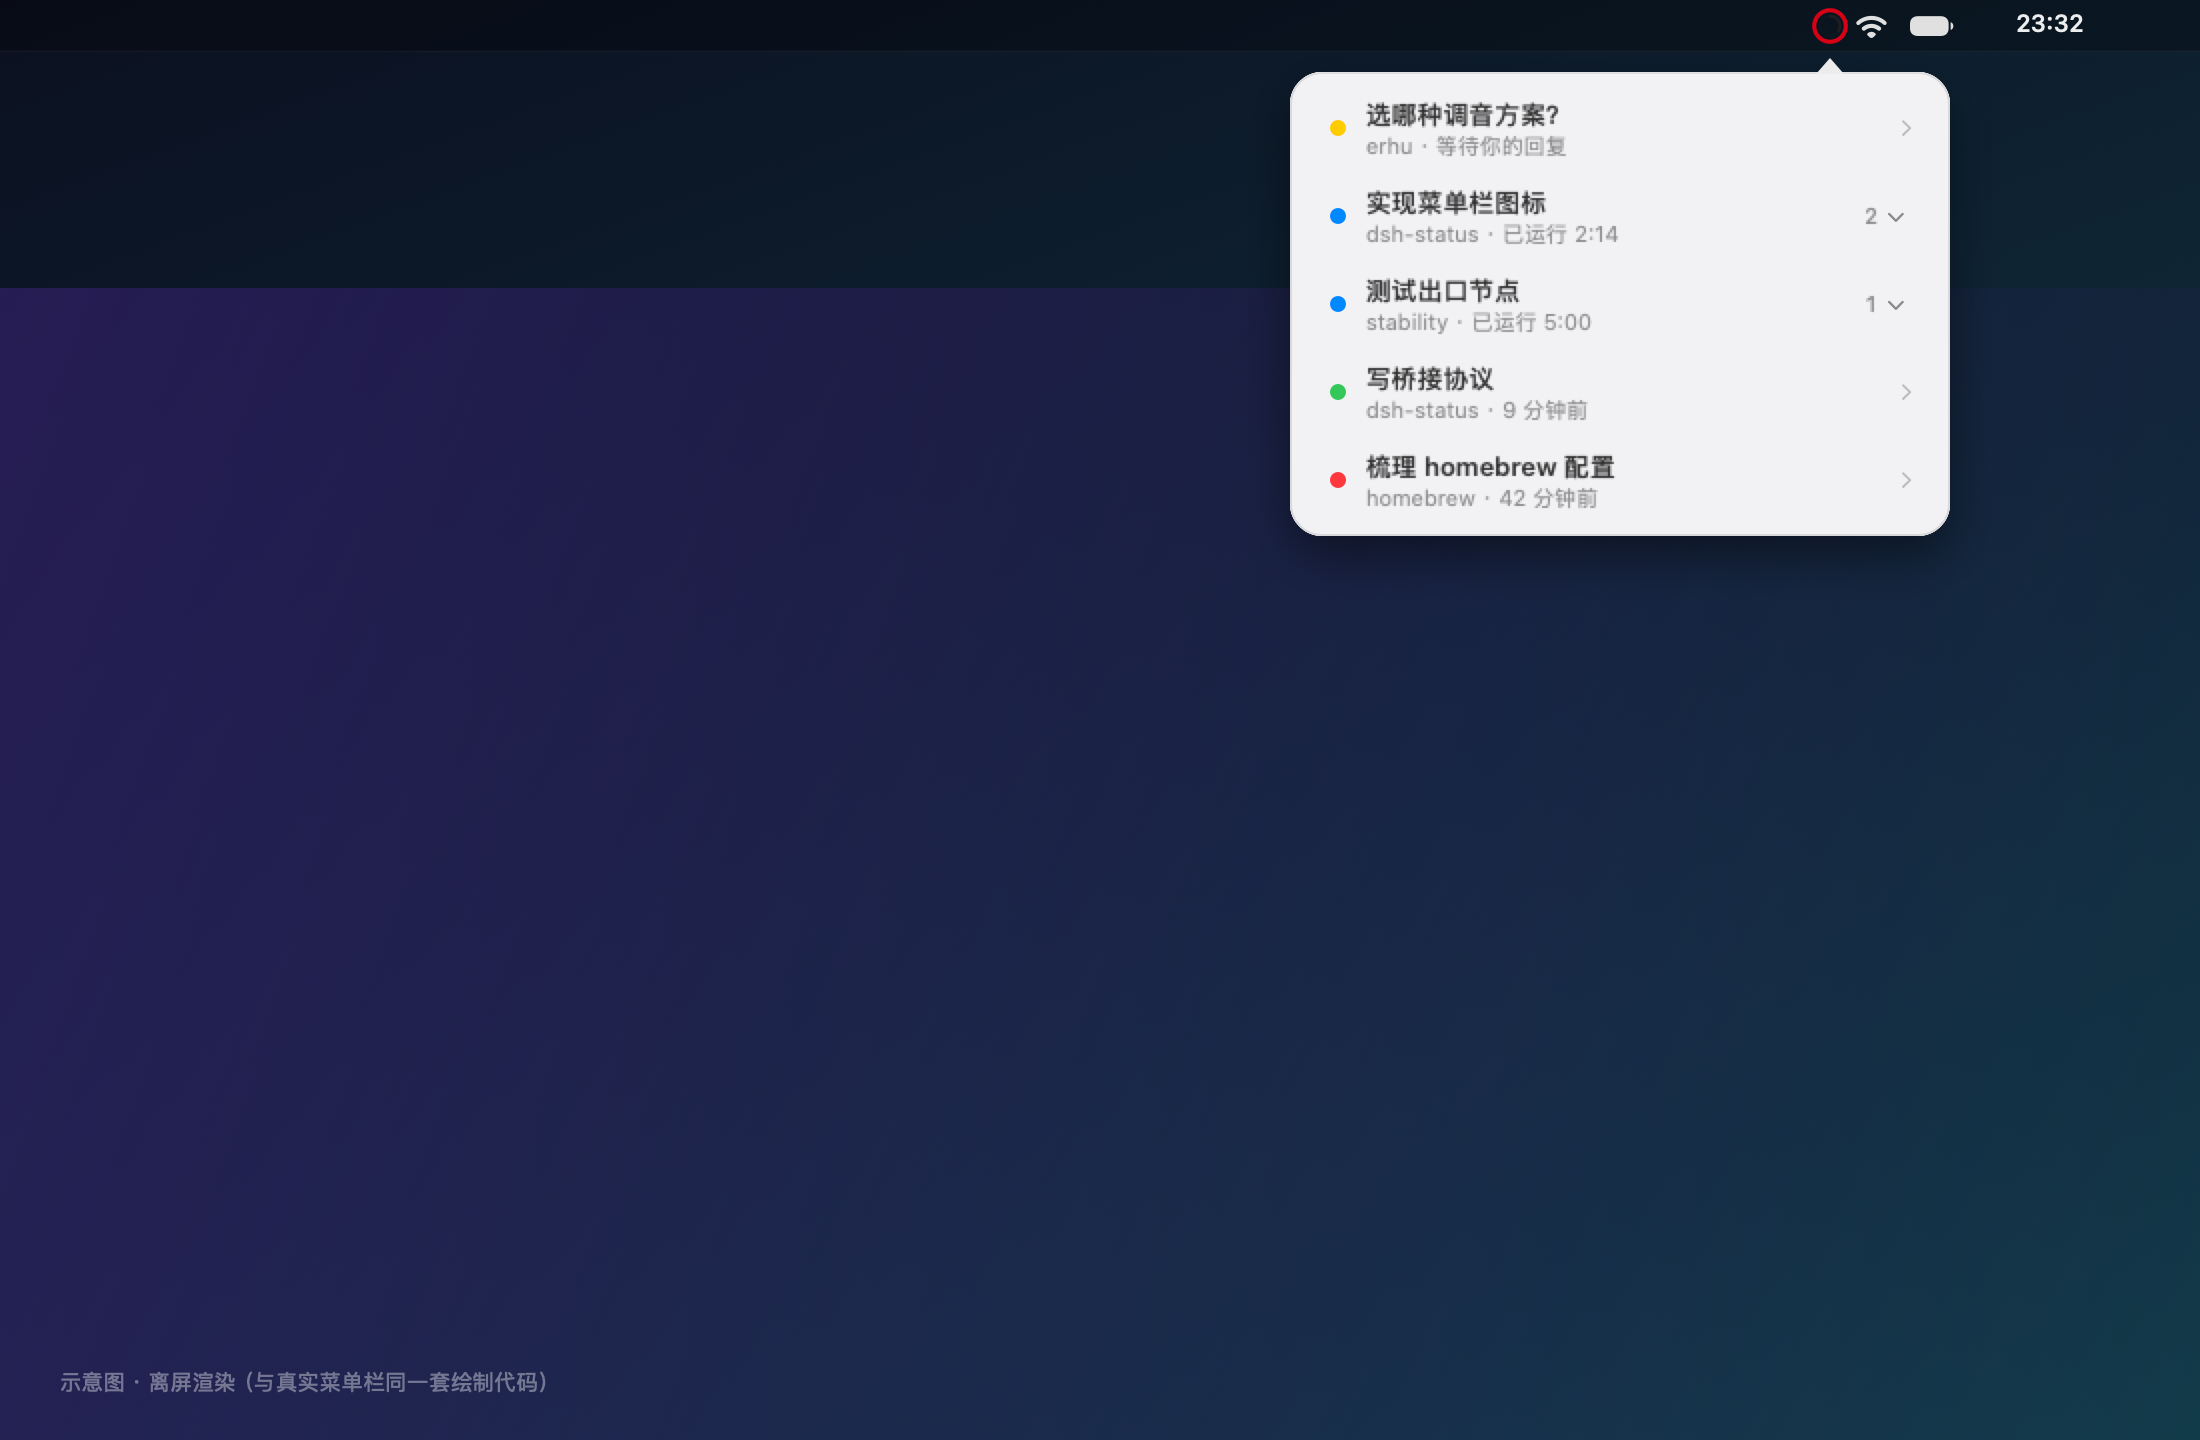 23:32
选哪种调音方案?
erhu · 等待你的回复
实现菜单栏图标
2
dsh-status · 已运行 2:14
测试出口节点
1
stability · 已运行 5:00
写桥接协议
dsh-status · 9 分钟前
梳理 homebrew 配置
homebrew · 42 分钟前
示意图 · 离屏渲染（与真实菜单栏同一套绘制代码）